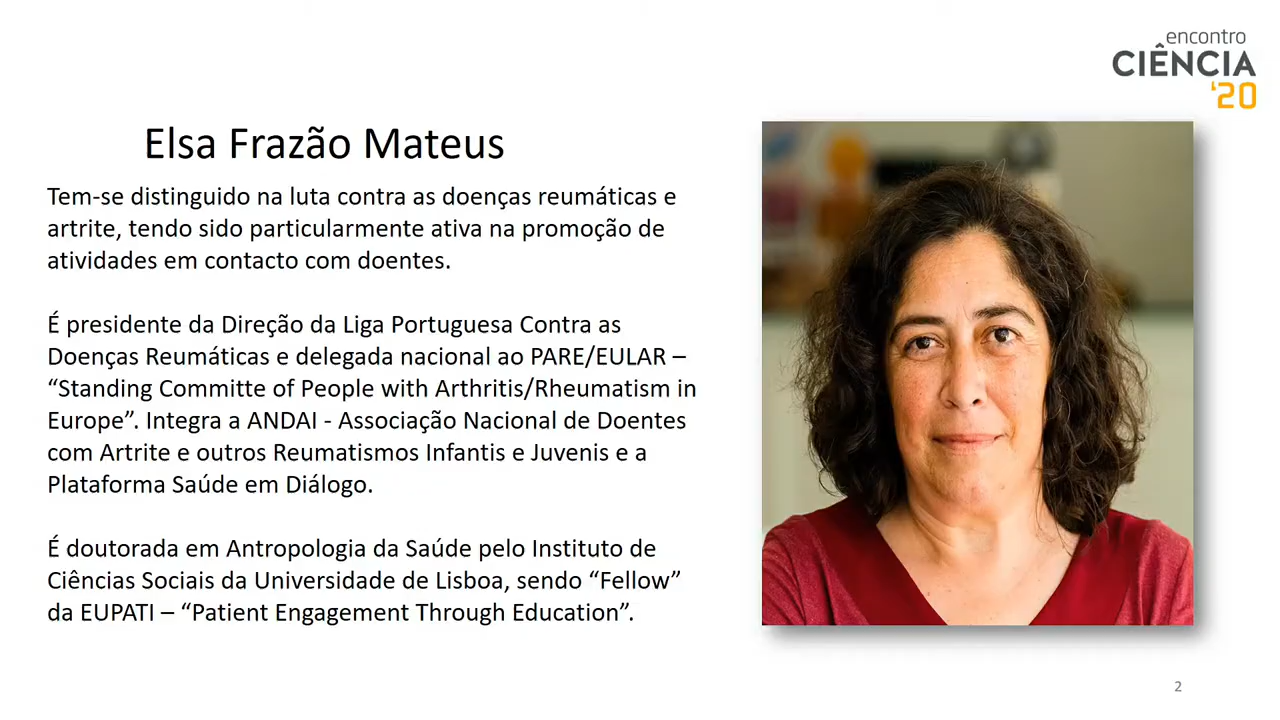 encontro
CIÊNCIA
‘20
Elsa Frazão Mateus
Tem-se distinguido na luta contra as doenças reumáticas e
artrite, tendo sido particularmente ativa na promoção de
atividades em contacto com doentes.
É presidente da Direção da Liga Portuguesa Contra as
Doenças Reumáticas e delegada nacional ao PARE/EULAR –
“Standing Committe of People with Arthritis/Rheumatism in
Europe”. Integra a ANDAI - Associação Nacional de Doentes
com Artrite e outros Reumatismos Infantis e Juvenis e a
Plataforma Saúde em Diálogo.
É doutorada em Antropologia da Saúde pelo Instituto de
Ciências Sociais da Universidade de Lisboa, sendo “Fellow”
da EUPATI – “Patient Engagement Through Education”.
2